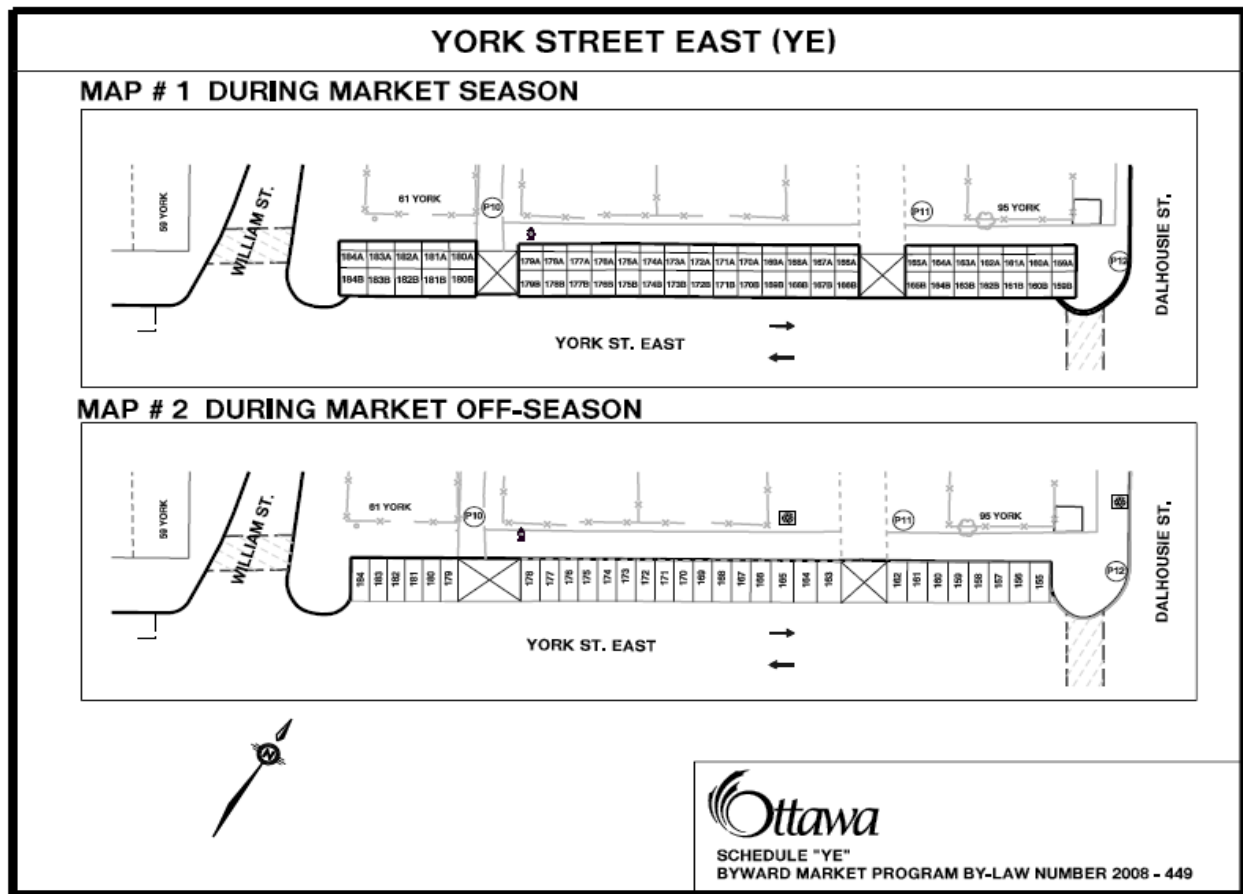 YORK STREET EAST (YE)
MAP # 1 DURING MARKET SEASON
59 YORK
WILLIAM ST.
61 YORK
P10
P11
95 YORK
P12
DALHOUSIE ST.
184A 183A 182A 181A 180A
184B 183B 182B 181B 180B
179A 178A 177A 176A 175A 174A 173A 172A 171A 170A 169A 168A 167A 166A
179B 178B 177B 176B 175B 174B 173B 172B 171B 170B 169B 168B 167B 166B
165A 164A 163A 162A 161A 160A 159A
165B 164B 163B 162B 161B 160B 159B
YORK ST. EAST
MAP # 2 DURING MARKET OFF-SEASON
59 YORK
WILLIAM ST.
61 YORK
P10
P11
95 YORK
P12
DALHOUSIE ST.
184 183 182 181 180 179
178 177 176 175 174 173 172 171 170 169 168 167 166 165 164 163
162 161 160 159 158 157 156 155
YORK ST. EAST
N
Ottawa
SCHEDULE "YE"
BYWARD MARKET PROGRAM BY-LAW NUMBER 2008 - 449